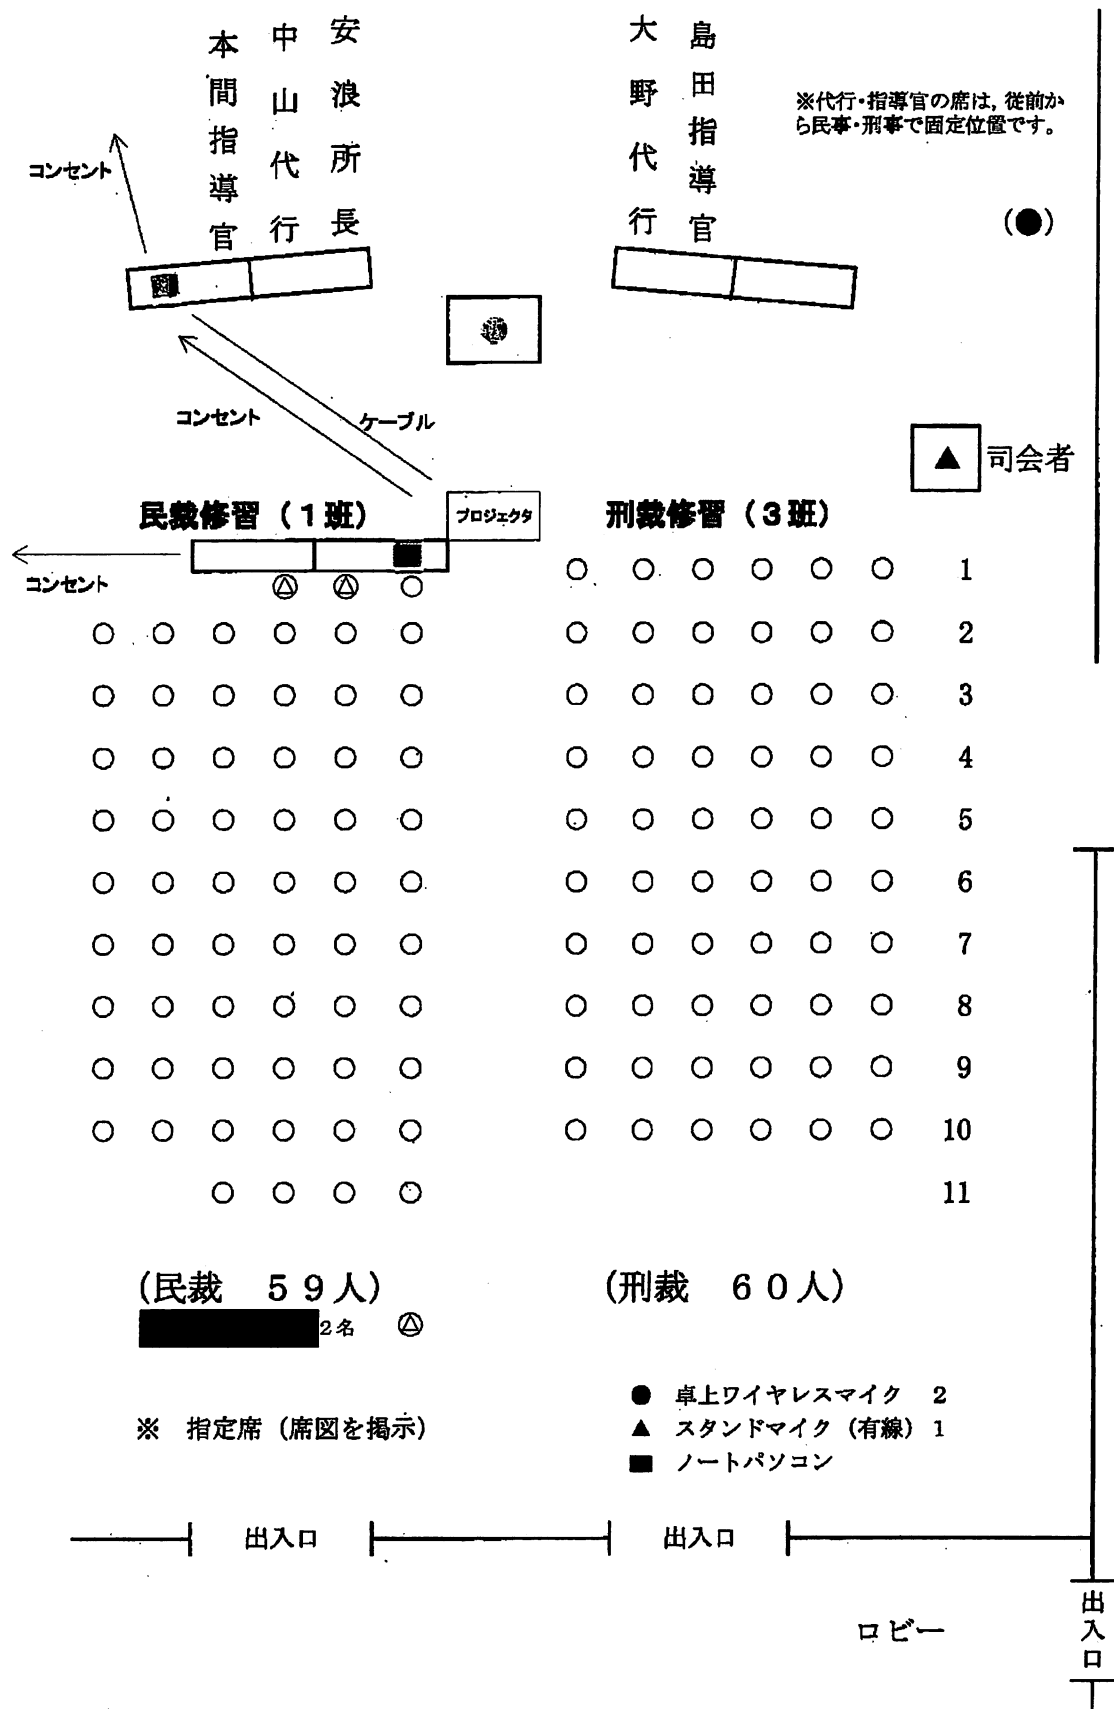 本間指導官
中山代行
安浪所長
大野代行
島田指導官
※代行・指導官の席は，従前か
ら民事・刑事で固定位置です。
コンセント
(●)
コンセント
ケーブル
▲ 司会者
プロジェクタ
民裁修習（１班）
刑裁修習（３班）
コンセント
1
2
3
4
5
6
7
8
9
10
11
(民裁　５９人)
(刑裁　６０人)
2名
● 卓上ワイヤレスマイク　2
▲ スタンドマイク（有線）1
■ ノートパソコン
※　指定席（席図を掲示）
出入口
出入口
ロビー
出入口